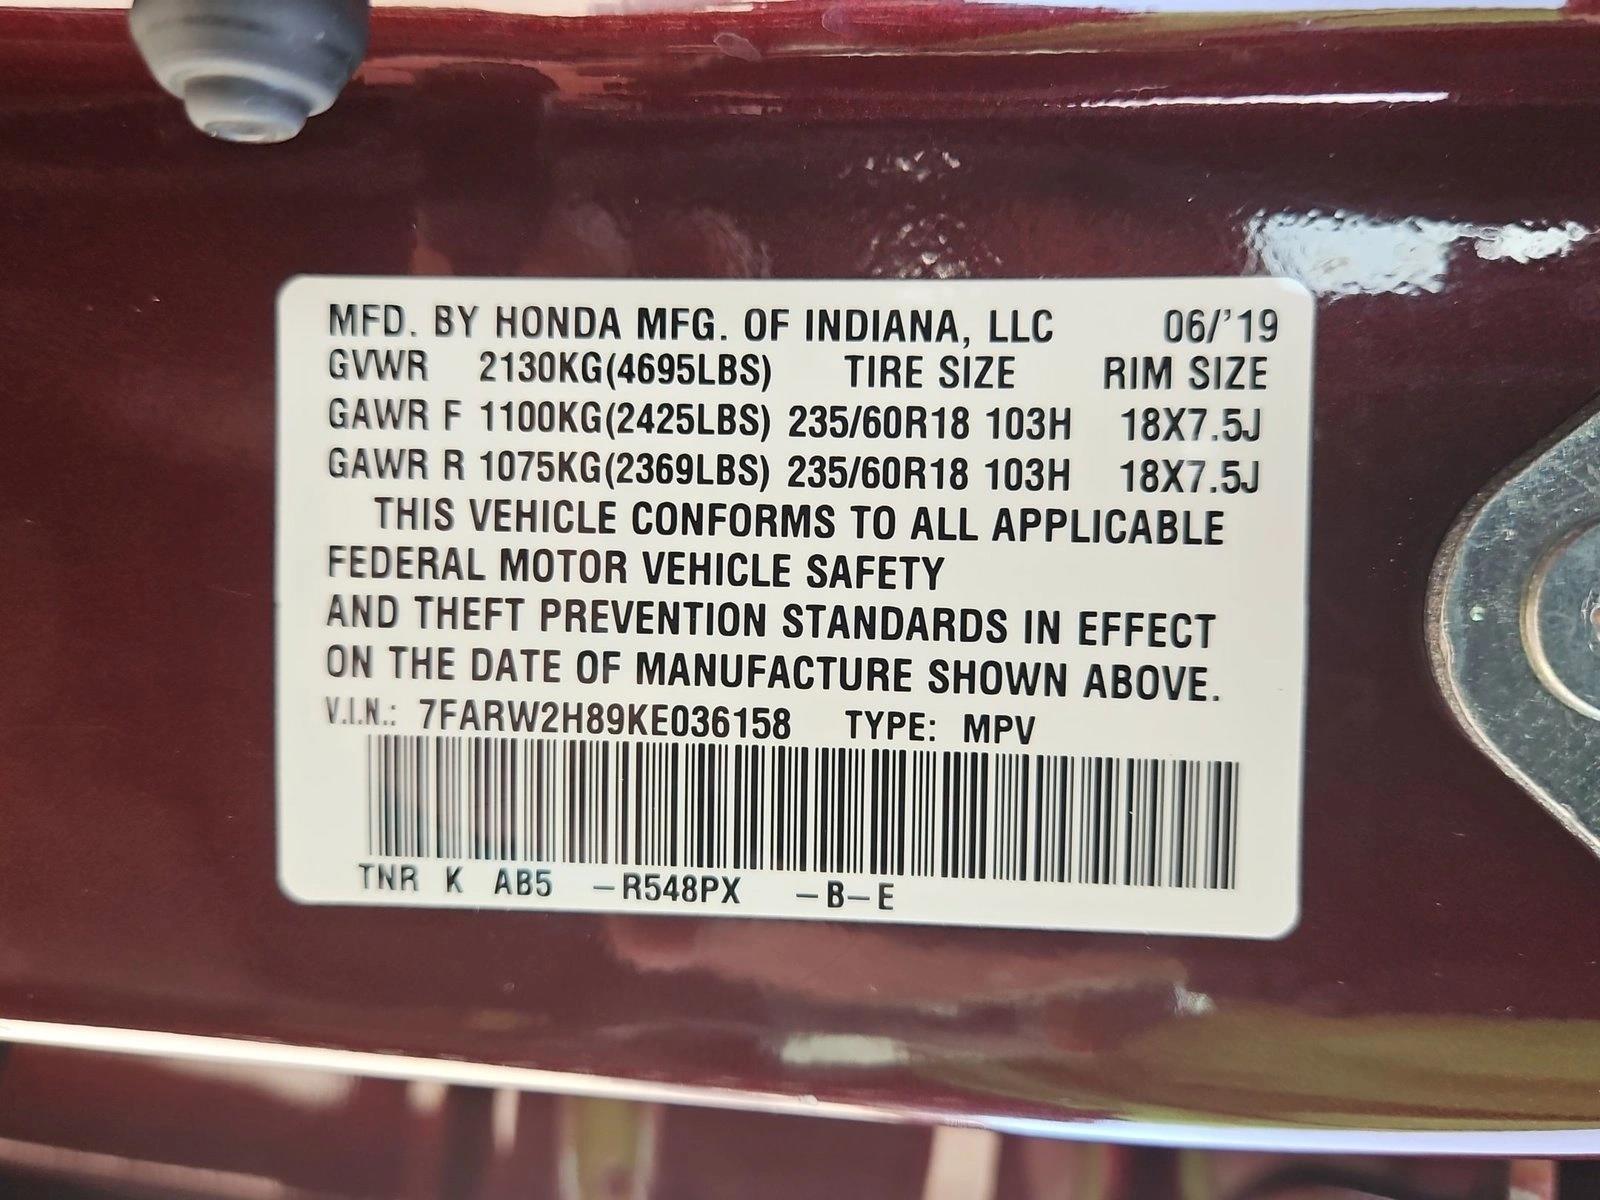 MFD. BY HONDA MFG. OF INDIANA, LLC 06/'19
GVWR 2130KG(4695LBS) TIRE SIZE RIM SIZE
GAWR F 1100KG(2425LBS) 235/60R18 103H 18X7.5J
GAWR R 1075KG(2369LBS) 235/60R18 103H 18X7.5J
THIS VEHICLE CONFORMS TO ALL APPLICABLE
FEDERAL MOTOR VEHICLE SAFETY
AND THEFT PREVENTION STANDARDS IN EFFECT
ON THE DATE OF MANUFACTURE SHOWN ABOVE.
V.I.N.: 7FARW2H89KE036158 TYPE: MPV
TNR K AB5 –R548PX –B–E